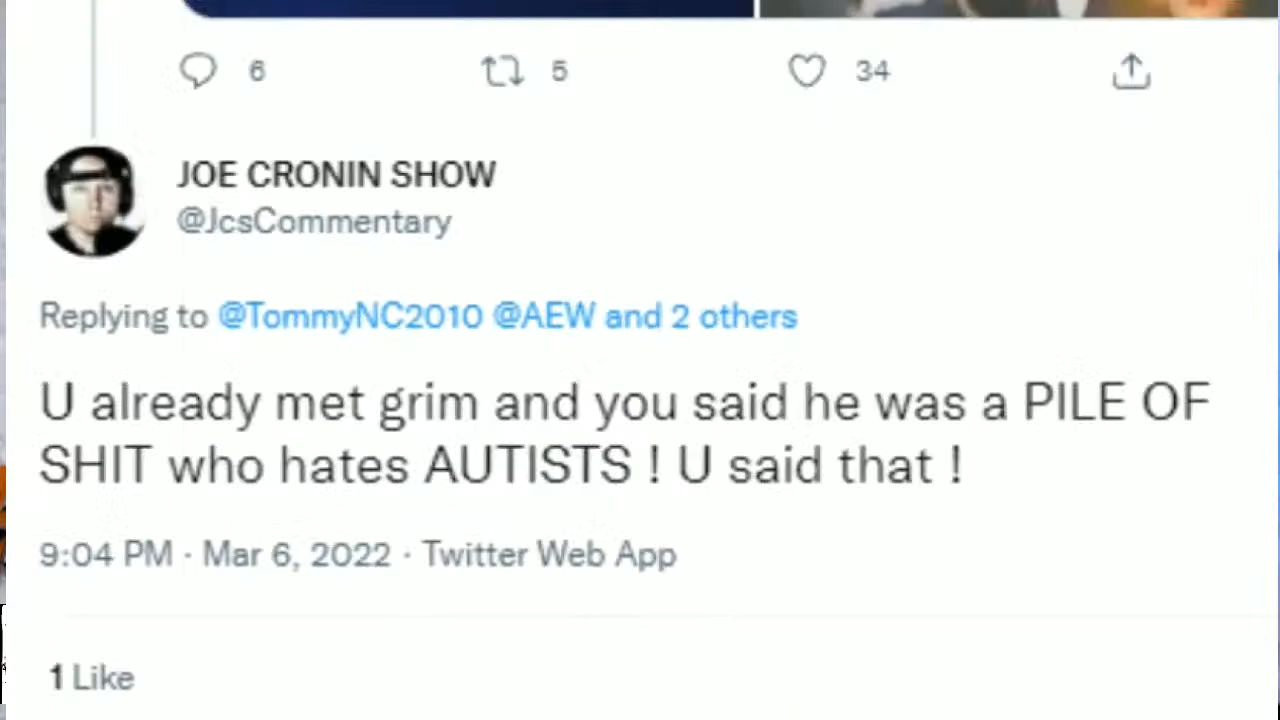 6 5 34
JOE CRONIN SHOW
@JcsCommentary
Replying to @TommyNC2010 @AEW and 2 others
U already met grim and you said he was a PILE OF
SHIT who hates AUTISTS ! U said that !
9:04 PM · Mar 6, 2022 · Twitter Web App
1 Like